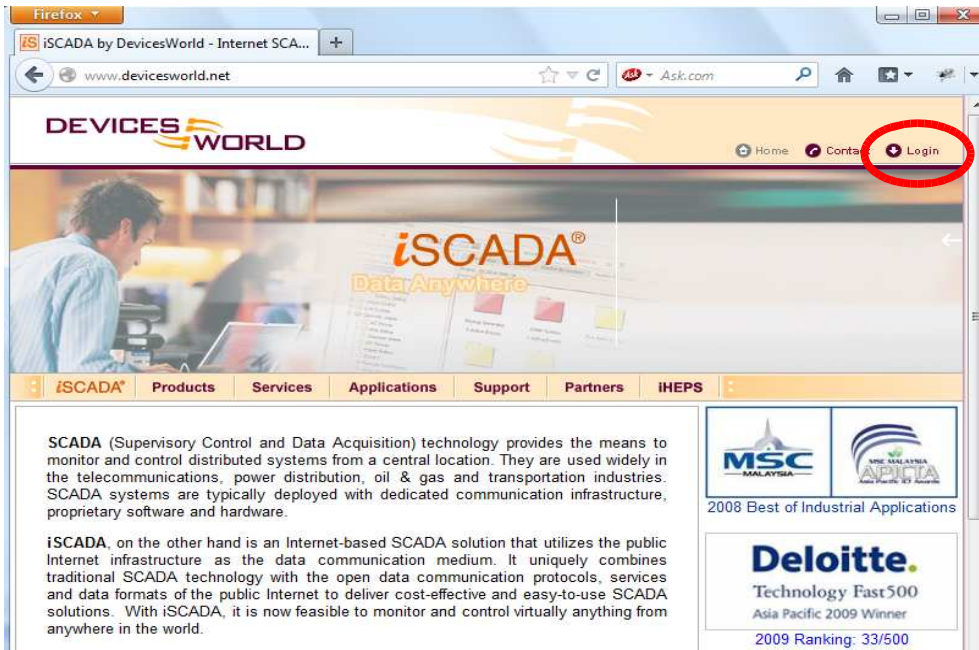 Firefox
iS iSCADA by DevicesWorld - Internet SCA...
www.devicesworld.net
Ask - Ask.com
DEVICES
WORLD
Home Contact Login
iSCADA®
Data Anywhere
iSCADA® Products Services Applications Support Partners iHEPS
SCADA (Supervisory Control and Data Acquisition) technology provides the means to
monitor and control distributed systems from a central location. They are used widely in
the telecommunications, power distribution, oil & gas and transportation industries.
SCADA systems are typically deployed with dedicated communication infrastructure,
proprietary software and hardware.
iSCADA, on the other hand is an Internet-based SCADA solution that utilizes the public
Internet infrastructure as the data communication medium. It uniquely combines
traditional SCADA technology with the open data communication protocols, services
and data formats of the public Internet to deliver cost-effective and easy-to-use SCADA
solutions. With iSCADA, it is now feasible to monitor and control virtually anything from
anywhere in the world.
MSC
MALAYSIA
MSC MALAYSIA
APICTA
Asia Pacific ICT Awards
2008 Best of Industrial Applications
Deloitte.
Technology Fast500
Asia Pacific 2009 Winner
2009 Ranking: 33/500